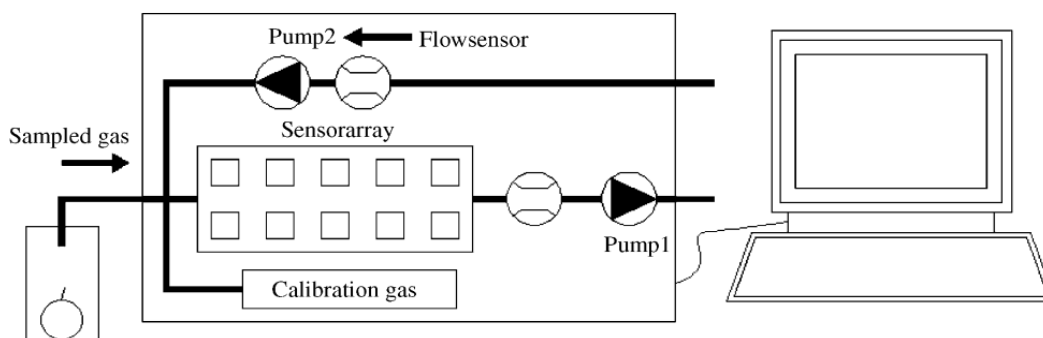 Pump2
Flowsensor
Sensorarray
Sampled gas
Pump1
Calibration gas